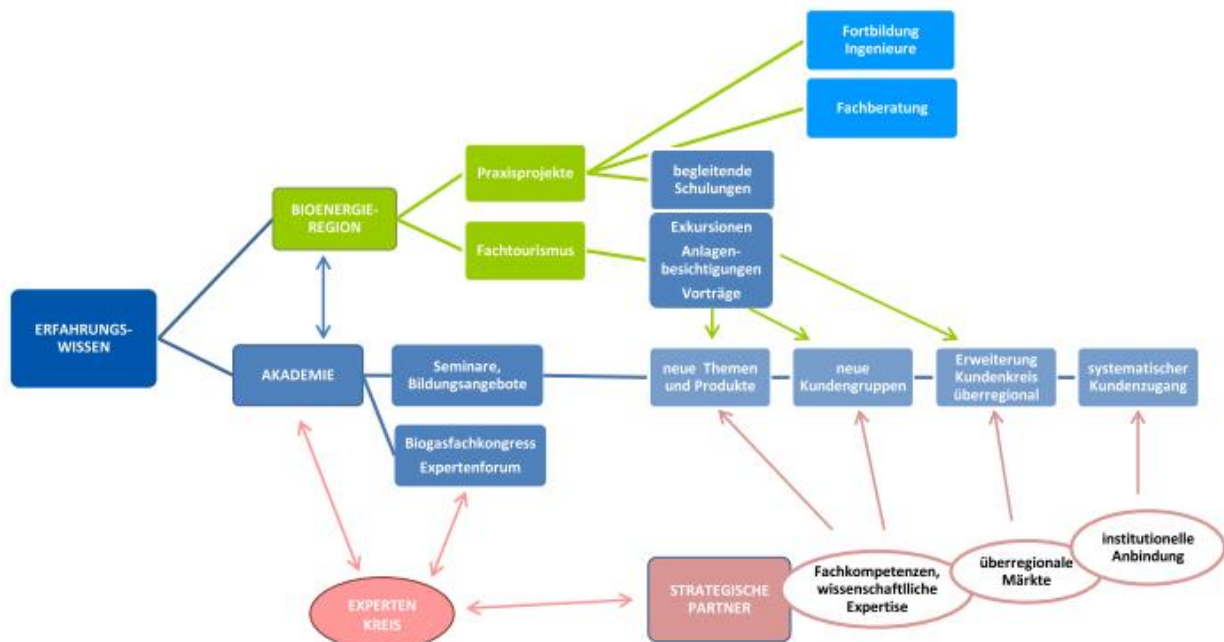 Fortbildung
Ingenieure
Fachberatung
Praxisprojekte
begleitende
Schulungen
BIOENERGIE-
REGION
Fachtourismus
Exkursionen
Anlagen-
besichtigungen
Vorträge
ERFAHRUNGS-
WISSEN
AKADEMIE
Seminare,
Bildungsangebote
neue Themen
und Produkte
neue
Kundengruppen
Erweiterung
Kundenkreis
überregional
systematischer
Kundenzugang
Biogasfachkongress
Expertenforum
EXPERTEN
KREIS
STRATEGISCHE
PARTNER
Fachkompetenzen,
wissenschaftlliche
Expertise
überregionale
Märkte
institutionelle
Anbindung